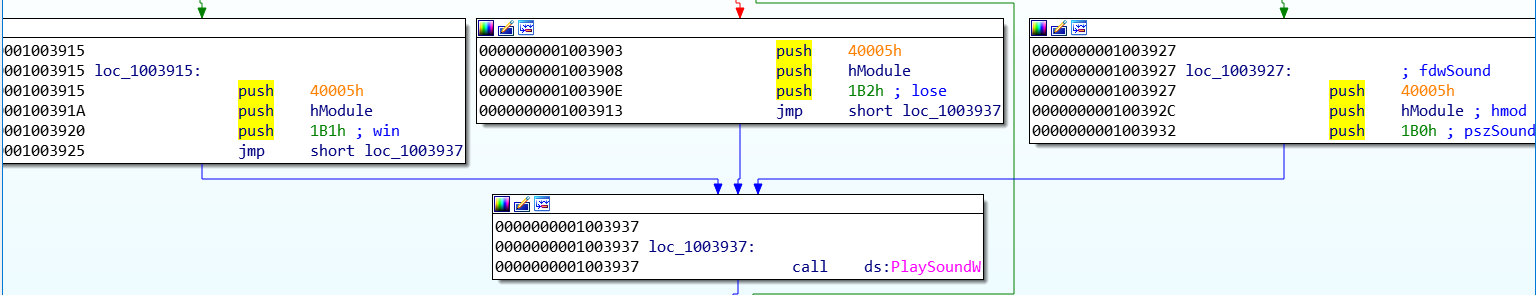 001003915
001003915 loc_1003915:
001003915 push 40005h
00100391A push hModule
001003920 push 1B1h ; win
001003925 jmp short loc_1003937
0000000001003903 push 40005h
0000000001003908 push hModule
000000000100390E push 1B2h ; lose
0000000001003913 jmp short loc_1003937
0000000001003927
0000000001003927 loc_1003927: ; fdwSound
0000000001003927 push 40005h
000000000100392C push hModule ; hmod
0000000001003932 push 1B0h ; pszSound
0000000001003937
0000000001003937 loc_1003937:
0000000001003937 call ds:PlaySoundW